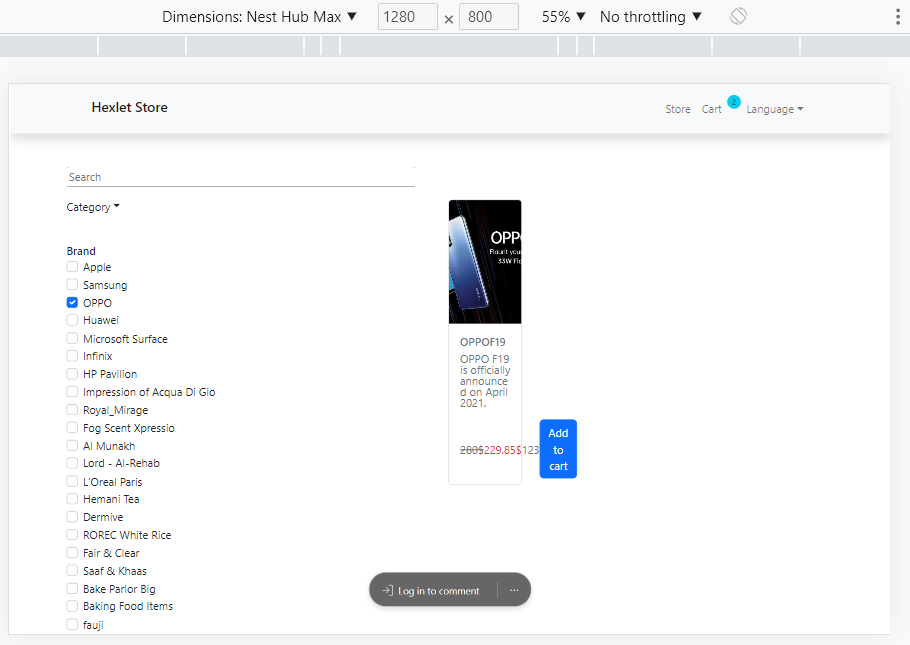 Dimensions: Nest Hub Max ▼ 1280 × 800 55% ▼ No throttling ▼
Hexlet Store
Store Cart 2 Language
Search
Category
Brand
Apple
Samsung
OPPO
Huawei
Microsoft Surface
Infinix
HP Pavilion
Impression of Acqua Di Gio
Royal_Mirage
Fog Scent Xpressio
Al Munakh
Lord - Al-Rehab
L'Oreal Paris
Hemani Tea
Dermive
ROREC White Rice
Fair & Clear
Saaf & Khaas
Bake Parlor Big
Baking Food Items
fauji
OPP
Flaunt your
33W Fl
OPPOF19
OPPO F19
is officially
announce
d on April
2021.
280$229.85$123
Add
to
cart
Log in to comment ...